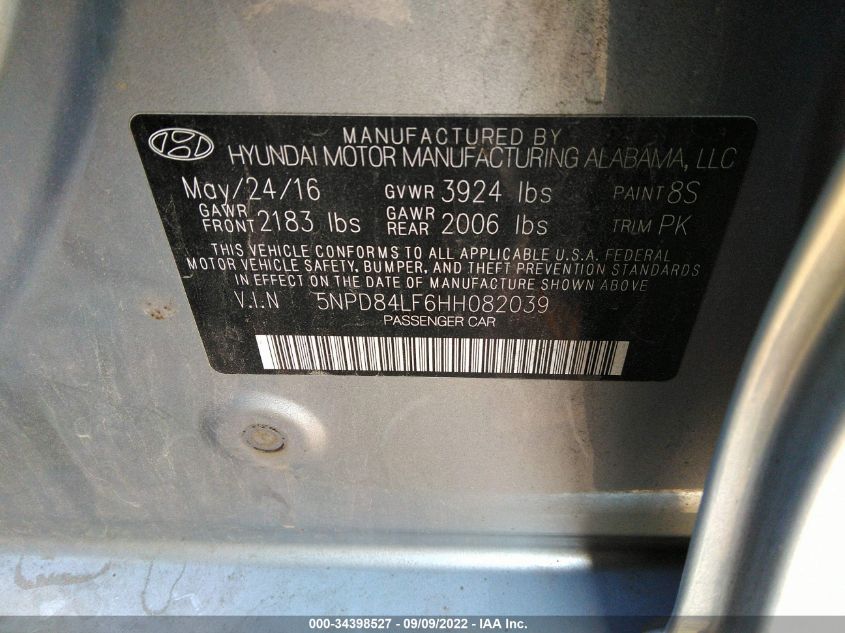 MANUFACTURED BY
HYUNDAI MOTOR MANUFACTURING ALABAMA, LLC
May/24/16 GVWR 3924 lbs PAINT 8S
GAWR FRONT 2183 lbs GAWR REAR 2006 lbs TRIM PK
THIS VEHICLE CONFORMS TO ALL APPLICABLE U.S.A. FEDERAL
MOTOR VEHICLE SAFETY, BUMPER, AND THEFT PREVENTION STANDARDS
IN EFFECT ON THE DATE OF MANUFACTURE SHOWN ABOVE
V.I.N 5NPD84LF6HH082039
PASSENGER CAR
000-34398527 - 09/09/2022 - IAA Inc.